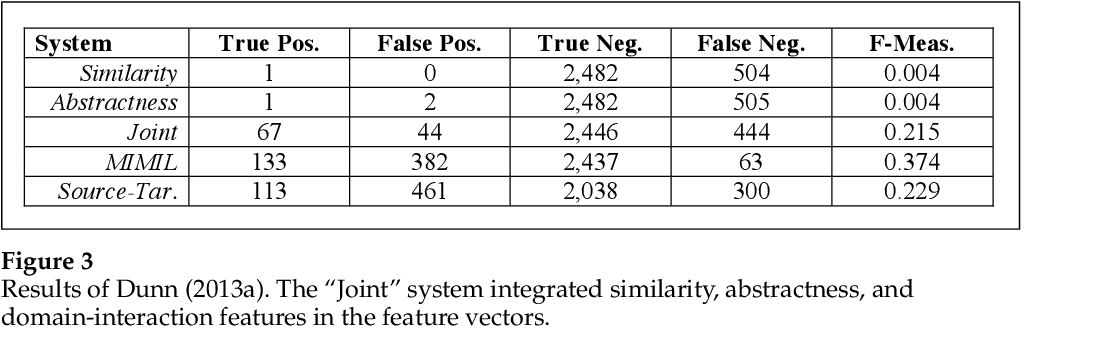 System True Pos. False Pos. True Neg. False Neg. F-Meas.
Similarity 1 0 2,482 504 0.004
Abstractness 1 2 2,482 505 0.004
Joint 67 44 2,446 444 0.215
MIMIL 133 382 2,437 63 0.374
Source-Tar. 113 461 2,038 300 0.229
Figure 3
Results of Dunn (2013a). The “Joint” system integrated similarity, abstractness, and
domain-interaction features in the feature vectors.